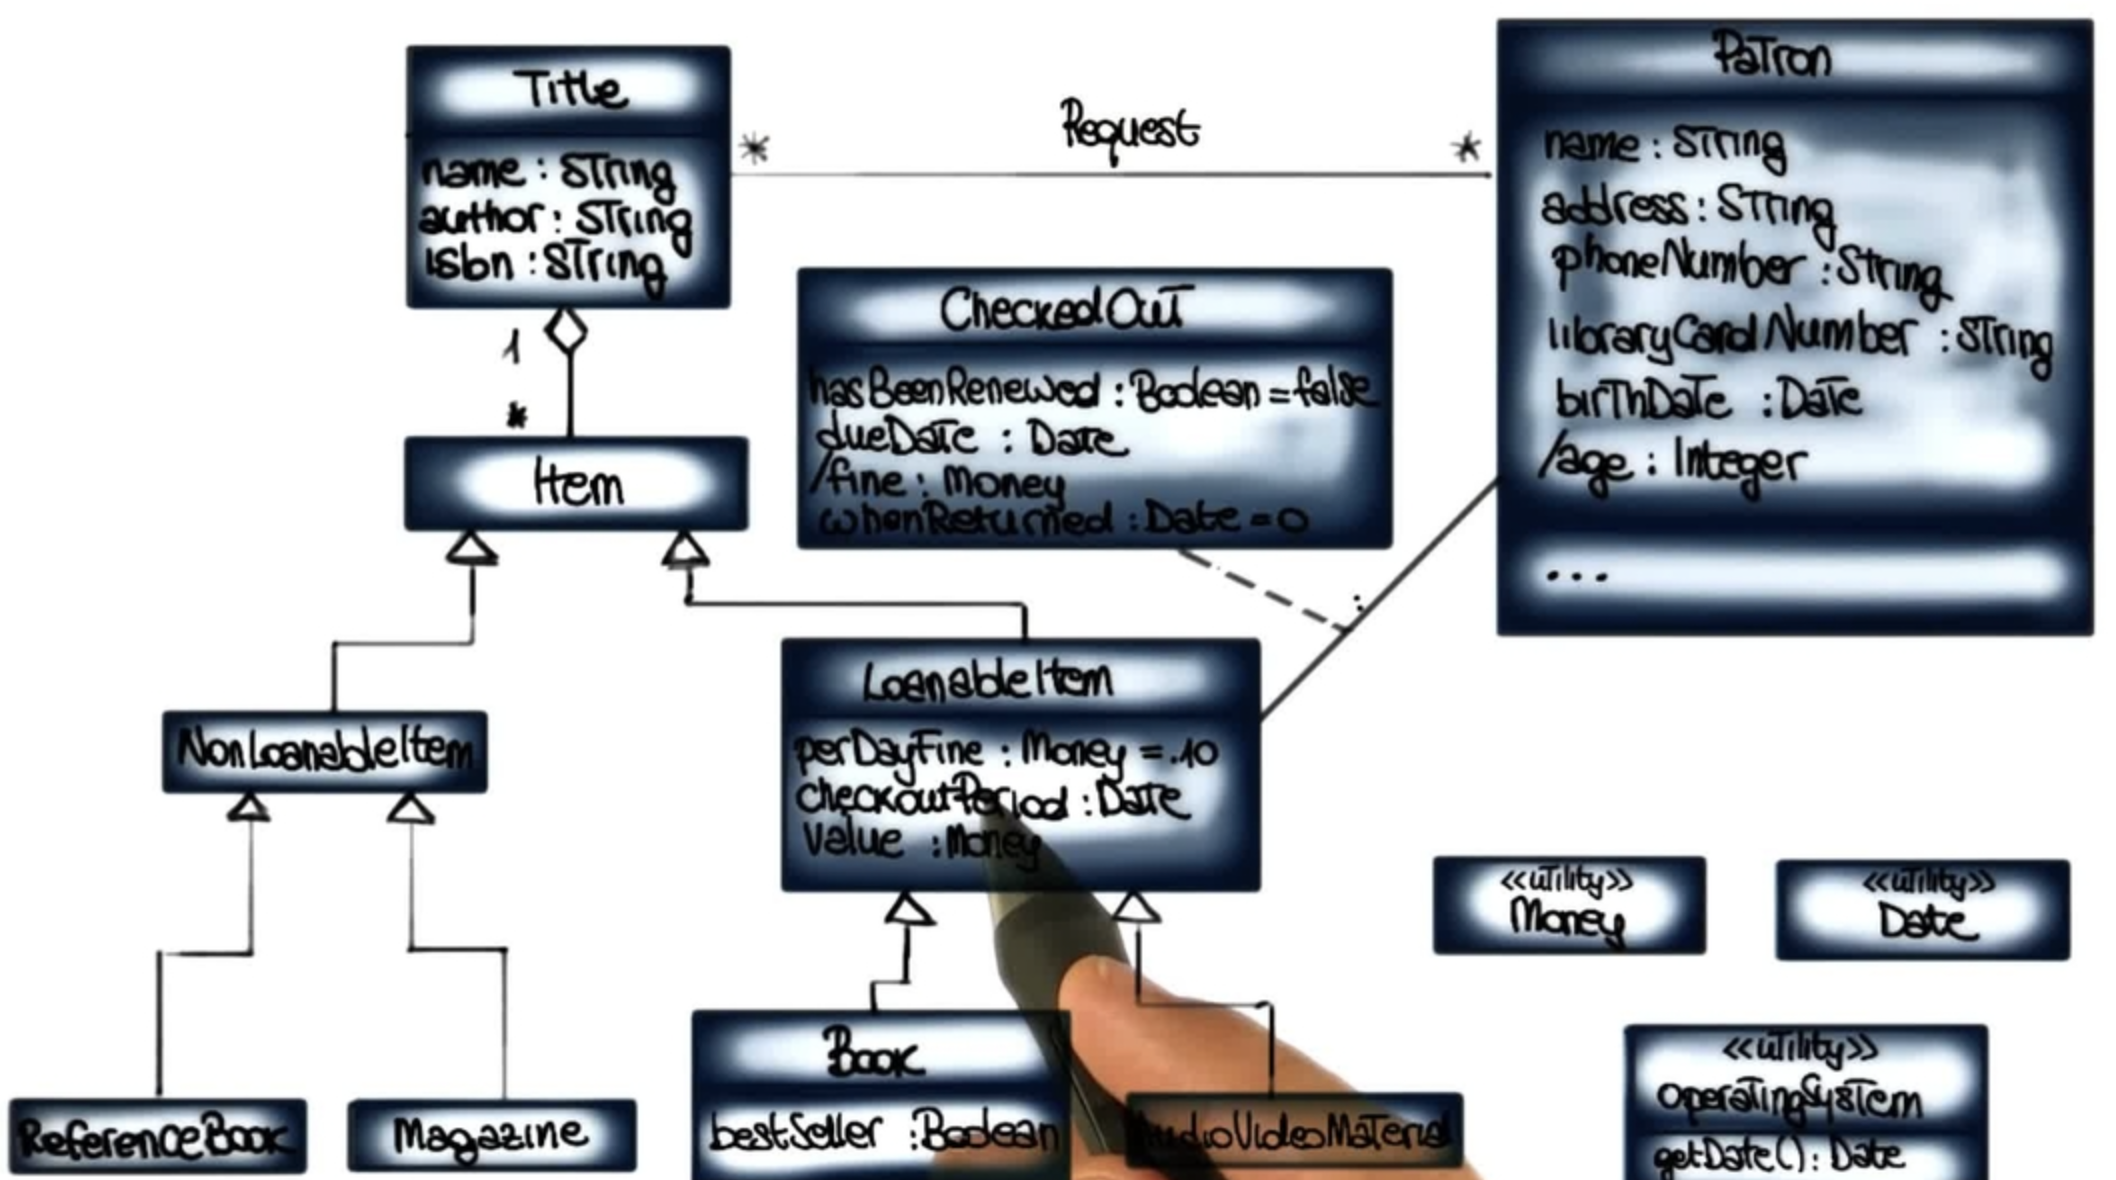 Title
name : String
author : String
isbn : String
*
Request
*
Patron
name : String
address : String
phoneNumber : String
libraryCardNumber : String
birthDate : Date
/age : Integer
...
1
*
CheckedOut
hasBeenRenewed : Boolean = false
dueDate : Date
/fine : Money
whenReturned : Date = 0
Item
NonLoanableItem
LoanableItem
perDayFine : Money = .10
checkoutPeriod : Date
value : Money
ReferenceBook
Magazine
Book
bestSeller : Boolean
AudioVideoMaterial
<<utility>>
Money
<<utility>>
Date
<<utility>>
OperatingSystem
getDate() : Date